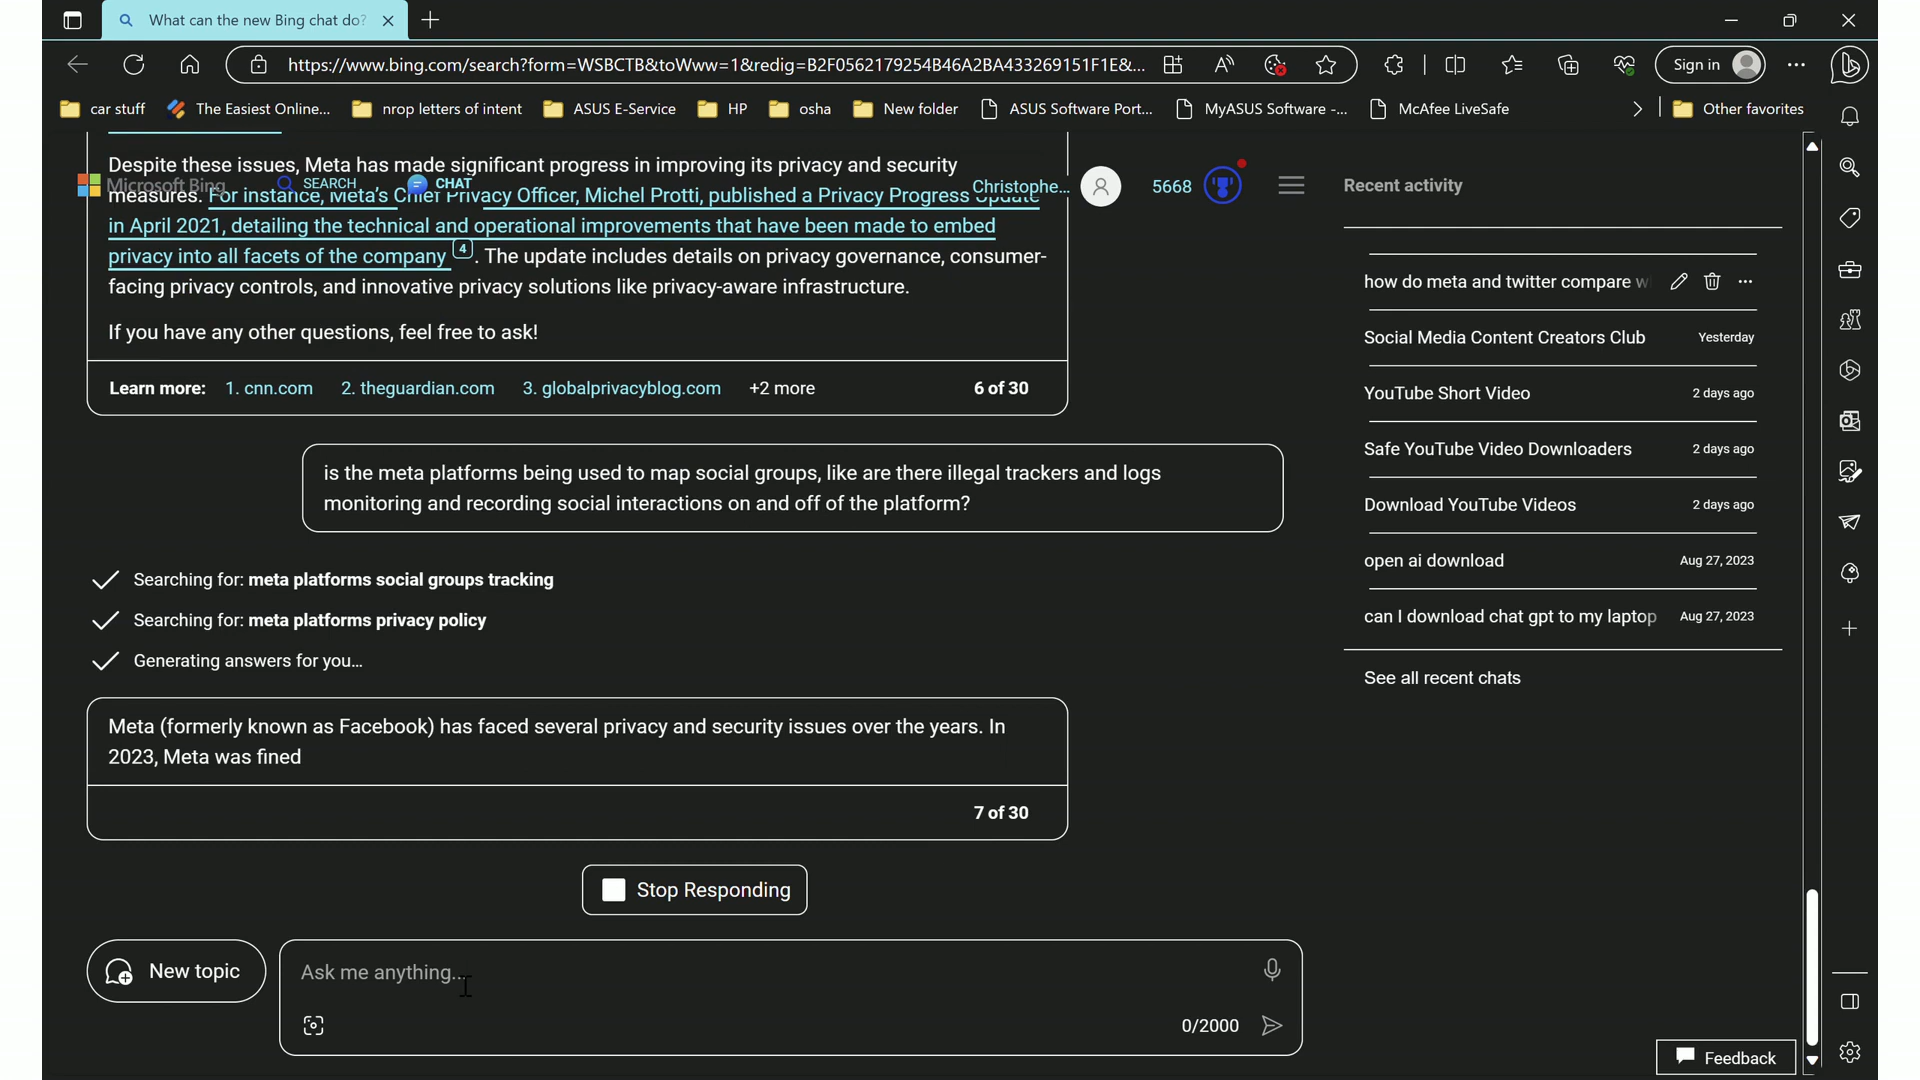 What can the new Bing chat do?
https://www.bing.com/search?form=WSBCTB&toWww=1&redig=B2F0562179254B46A2BA433269151F1E&...
Sign in
car stuff
The Easiest Online...
nrop letters of intent
ASUS E-Service
HP
osha
New folder
ASUS Software Port...
MyASUS Software -...
McAfee LiveSafe
Other favorites
Microsoft Bing
SEARCH
CHAT
Christophe...
5668
Despite these issues, Meta has made significant progress in improving its privacy and security
measures. For instance, Meta's Chief Privacy Officer, Michel Protti, published a Privacy Progress Update
in April 2021, detailing the technical and operational improvements that have been made to embed
privacy into all facets of the company 4. The update includes details on privacy governance, consumer-
facing privacy controls, and innovative privacy solutions like privacy-aware infrastructure.
If you have any other questions, feel free to ask!
Learn more: 1. cnn.com 2. theguardian.com 3. globalprivacyblog.com +2 more 6 of 30
is the meta platforms being used to map social groups, like are there illegal trackers and logs
monitoring and recording social interactions on and off of the platform?
Searching for: meta platforms social groups tracking
Searching for: meta platforms privacy policy
Generating answers for you...
Meta (formerly known as Facebook) has faced several privacy and security issues over the years. In
2023, Meta was fined
7 of 30
Stop Responding
New topic
Ask me anything...
0/2000
Recent activity
how do meta and twitter compare w
Social Media Content Creators Club Yesterday
YouTube Short Video 2 days ago
Safe YouTube Video Downloaders 2 days ago
Download YouTube Videos 2 days ago
open ai download Aug 27, 2023
can I download chat gpt to my laptop Aug 27, 2023
See all recent chats
Feedback